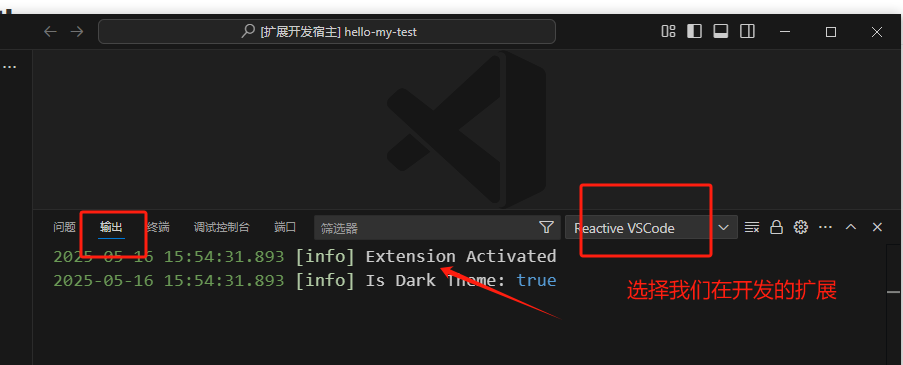 [扩展开发宿主] hello-my-test
问题 输出 终端 调试控制台 端口 筛选器 Reactive VSCode
2025-05-16 15:54:31.893 [info] Extension Activated
2025-05-16 15:54:31.893 [info] Is Dark Theme: true
选择我们在开发的扩展